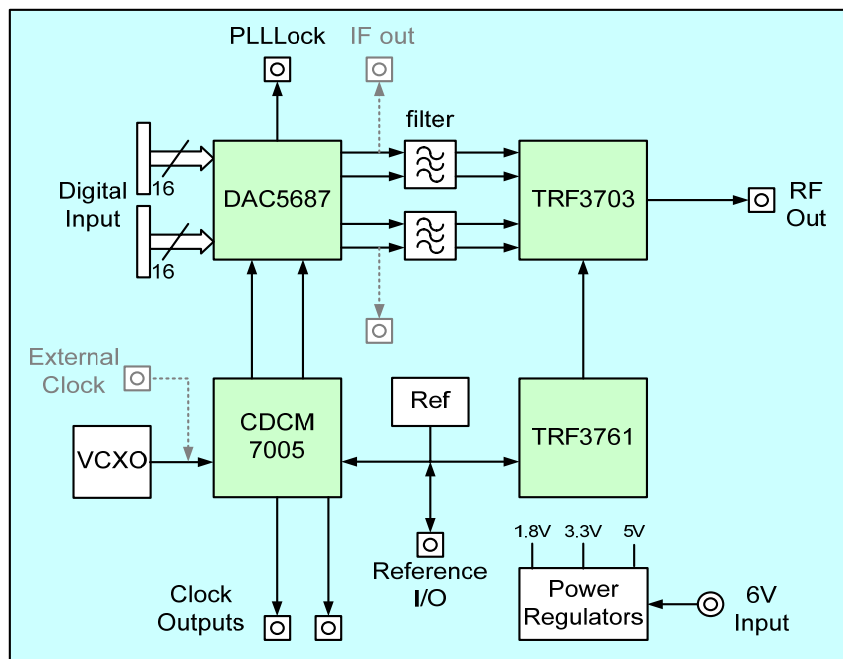 PLLLock
IF out
filter
Digital
Input
16
16
DAC5687
TRF3703
RF
Out
External
Clock
VCXO
CDCM
7005
Ref
TRF3761
Reference
I/O
1.8V
3.3V
5V
Power
Regulators
6V
Input
Clock
Outputs